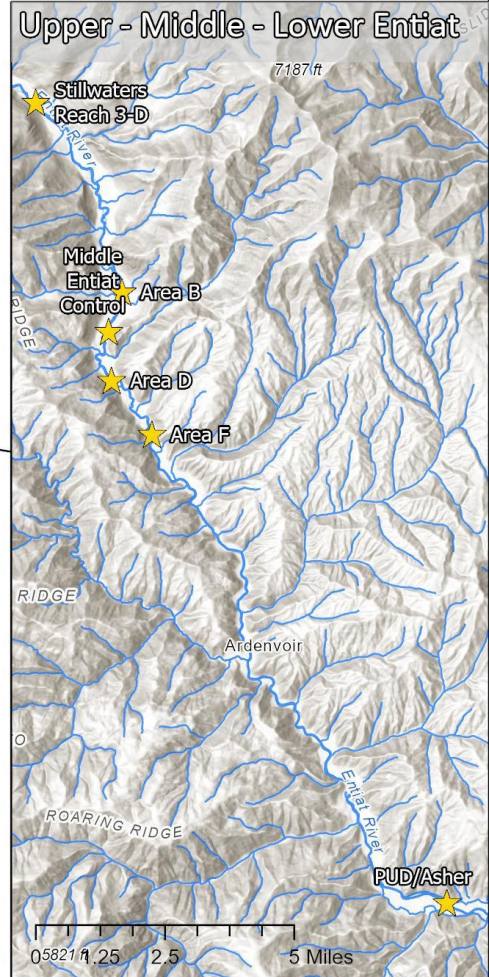 Upper - Middle - Lower Entiat
7187 ft
Stillwaters
Reach 3-D
River
Middle
Entiat
Control
Area B
RIDGE
Area D
Area F
RIDGE
Ardenvoir
O
Entiat River
ROARING RIDGE
PUD/Asher
0 5821 ft 1.25 2.5 5 Miles